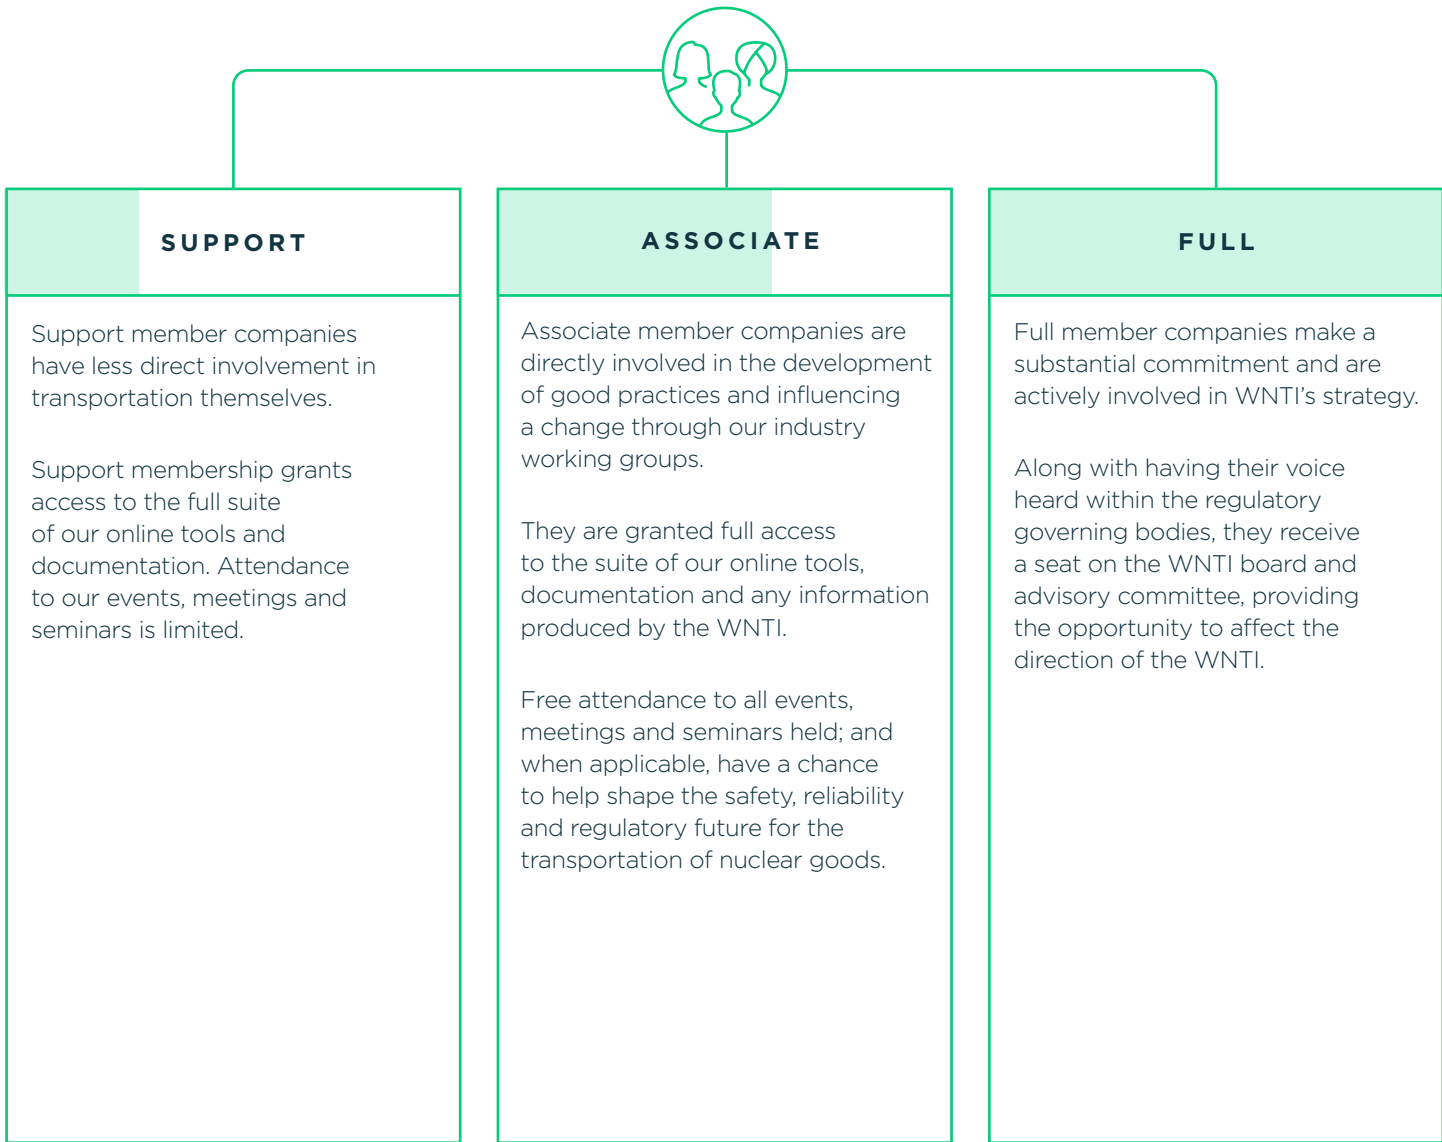 SUPPORT
Support member companies
have less direct involvement in
transportation themselves.
Support membership grants
access to the full suite
of our online tools and
documentation. Attendance
to our events, meetings and
seminars is limited.
ASSOCIATE
Associate member companies are
directly involved in the development
of good practices and influencing
a change through our industry
working groups.
They are granted full access
to the suite of our online tools,
documentation and any information
produced by the WNTI.
Free attendance to all events,
meetings and seminars held; and
when applicable, have a chance
to help shape the safety, reliability
and regulatory future for the
transportation of nuclear goods.
FULL
Full member companies make a
substantial commitment and are
actively involved in WNTI’s strategy.
Along with having their voice
heard within the regulatory
governing bodies, they receive
a seat on the WNTI board and
advisory committee, providing
the opportunity to affect the
direction of the WNTI.